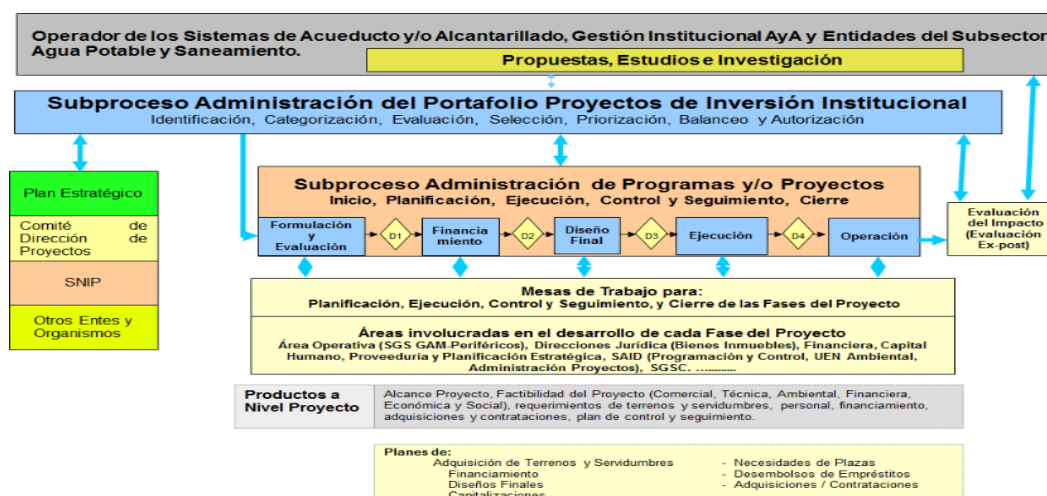 Operador de los Sistemas de Acueducto y/o Alcantarillado, Gestión Institucional AyA y Entidades del Subsector
Agua Potable y Saneamiento.
Propuestas, Estudios e Investigación
Subproceso Administración del Portafolio Proyectos de Inversión Institucional
Identificación, Categorización, Evaluación, Selección, Priorización, Balanceo y Autorización
Plan Estratégico
Comité de
Dirección de
Proyectos
SNIP
Otros Entes y
Organismos
Subproceso Administración de Programas y/o Proyectos
Inicio, Planificación, Ejecución, Control y Seguimiento, Cierre
Formulación
y
Evaluación
D1
Financia
miento
D2
Diseño
Final
D3
Ejecución
D4
Operación
Evaluación
del Impacto
(Evaluación
Ex-post)
Mesas de Trabajo para:
Planificación, Ejecución, Control y Seguimiento, y Cierre de las Fases del Proyecto
Áreas involucradas en el desarrollo de cada Fase del Proyecto
Área Operativa (SGS GAM-Periféricos), Direcciones Jurídica (Bienes Inmuebles), Financiera, Capital
Humano, Proveeduría y Planificación Estratégica, SAID (Programación y Control, UEN Ambiental,
Administración Proyectos), SGSC. ….........
Productos a
Nivel Proyecto
Alcance Proyecto, Factibilidad del Proyecto (Comercial, Técnica, Ambiental, Financiera,
Económica y Social), requerimientos de terrenos y servidumbres, personal, financiamiento,
adquisiciones y contrataciones, plan de control y seguimiento.
Planes de:
Adquisición de Terrenos y Servidumbres
Financiamiento
Diseños Finales
Capitalizaciones
- Necesidades de Plazas
- Desembolsos de Empréstitos
- Adquisiciones / Contrataciones